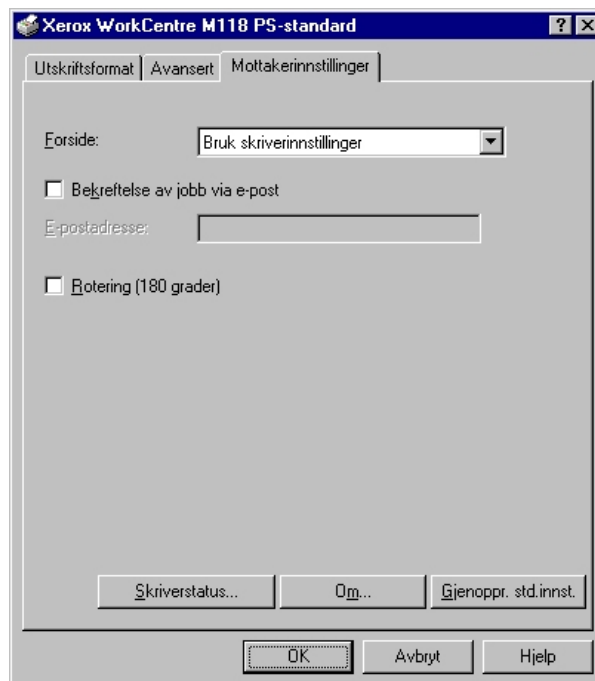 Xerox WorkCentre M118 PS-standard
Utskriftsformat Avansert Mottakerinnstillinger
Forside: Bruk skriverinnstillinger
Bekreftelse av jobb via e-post
E-postadresse:
Rotering (180 grader)
Skriverstatus... Om... Gjenoppr. std.innst.
OK Avbryt Hjelp